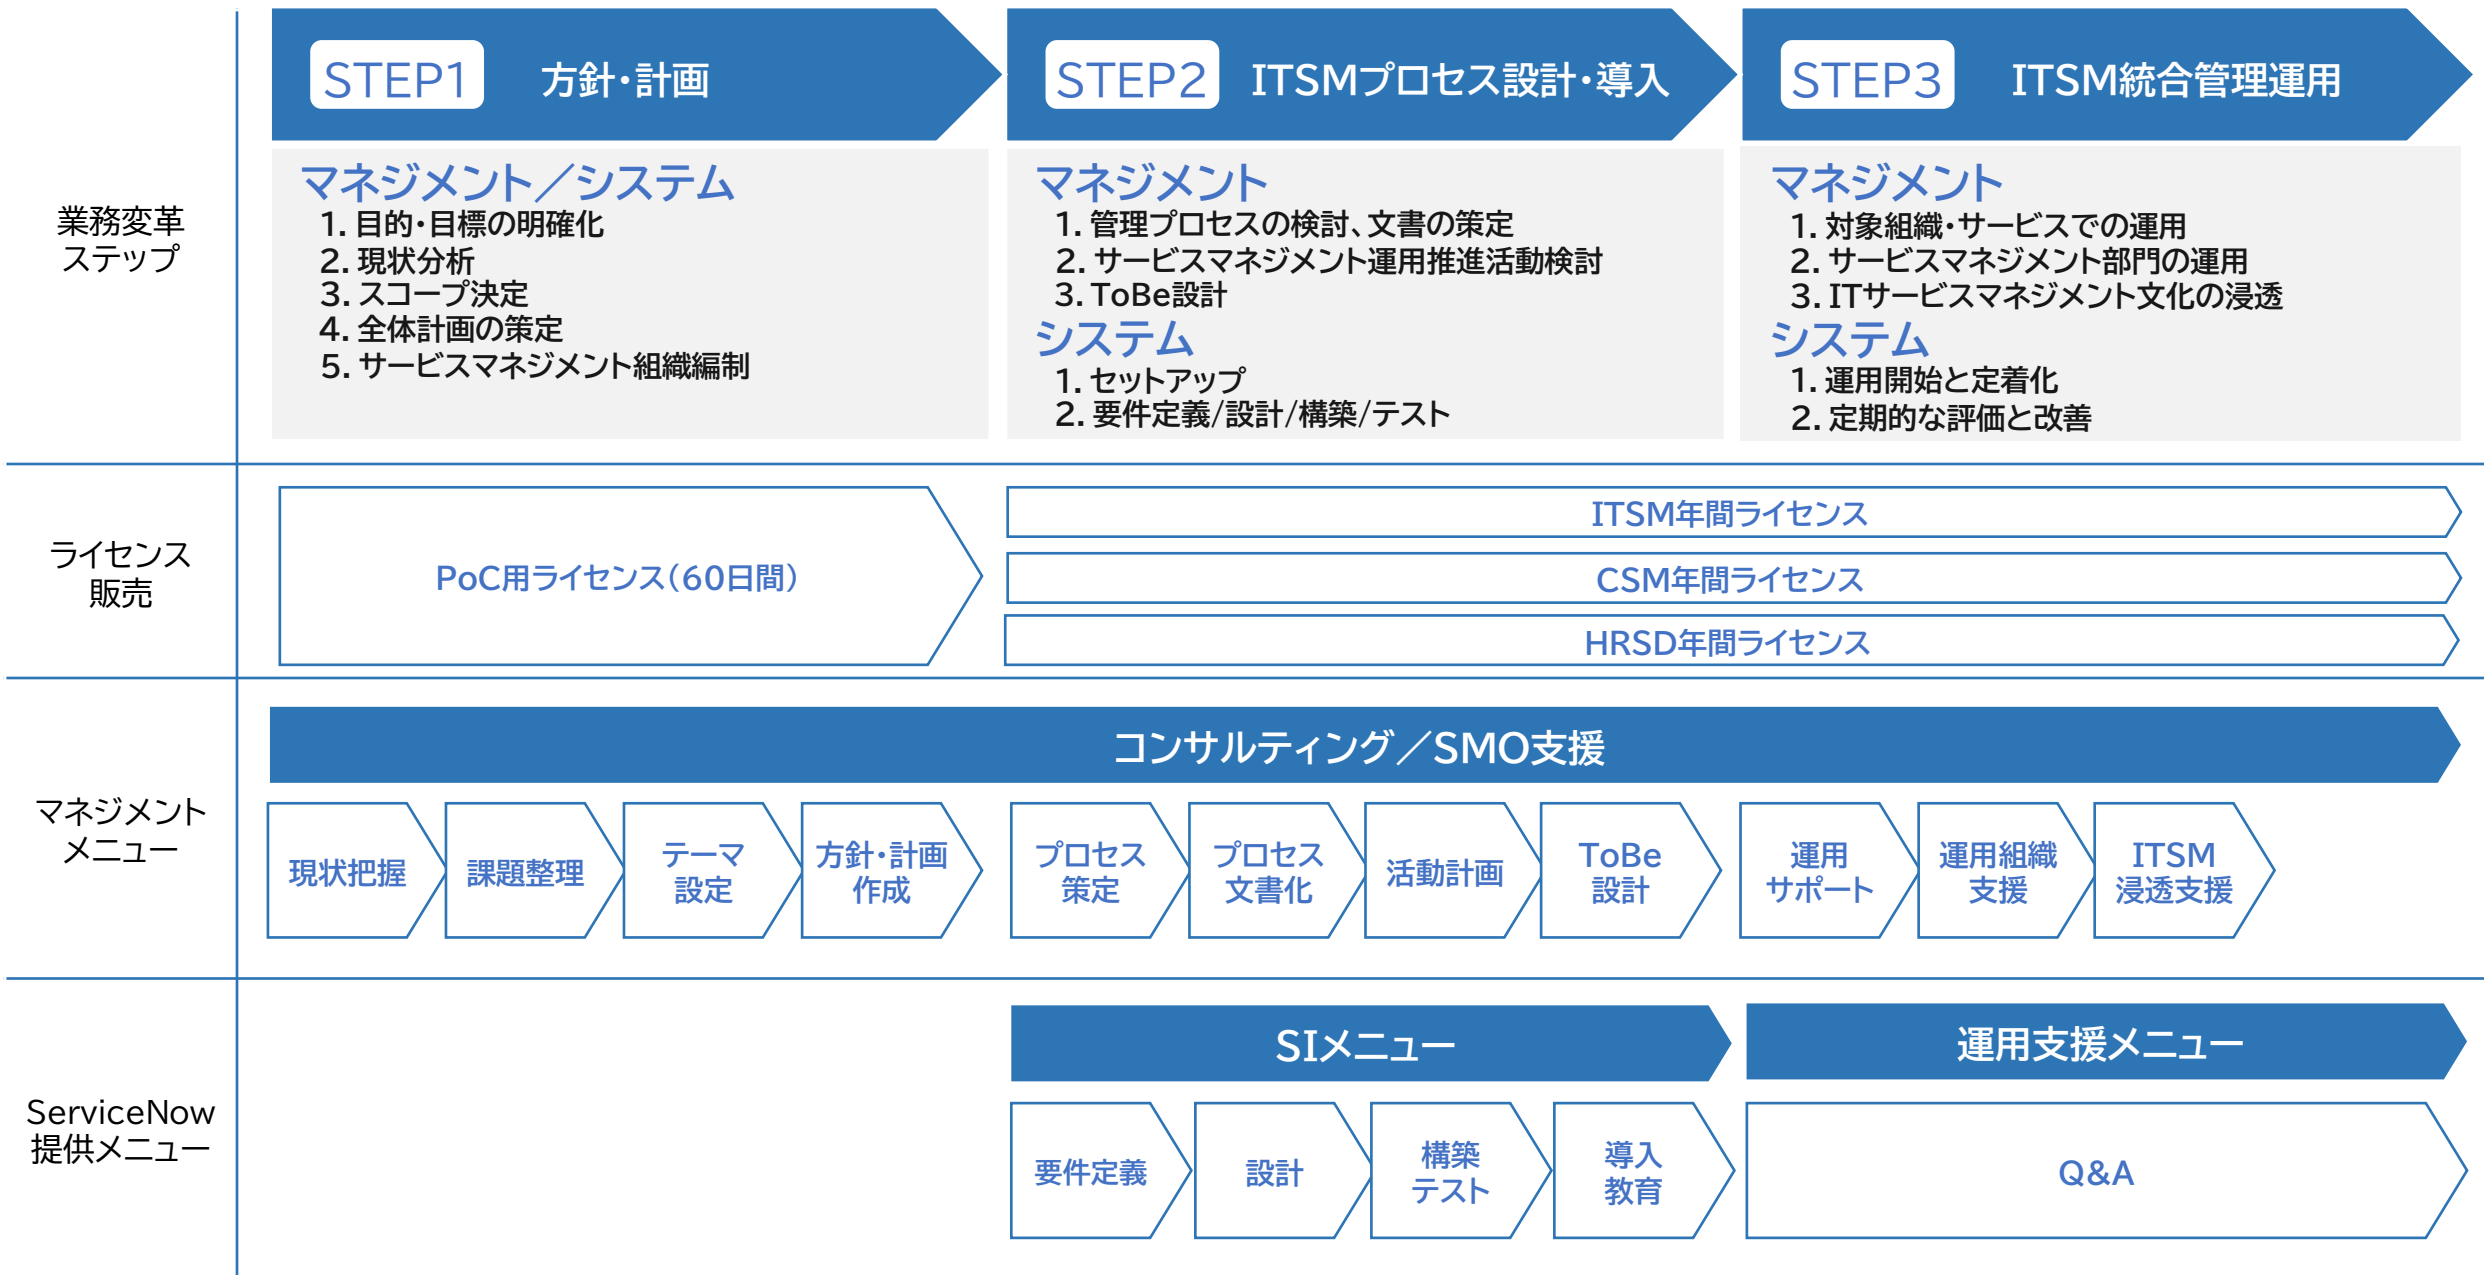 STEP1 方針・計画
STEP2 ITSMプロセス設計・導入
STEP3 ITSM統合管理運用
業務変革
ステップ
マネジメント／システム
1. 目的・目標の明確化
2. 現状分析
3. スコープ決定
4. 全体計画の策定
5. サービスマネジメント組織編制
マネジメント
1. 管理プロセスの検討、文書の策定
2. サービスマネジメント運用推進活動検討
3. ToBe設計
システム
1. セットアップ
2. 要件定義/設計/構築/テスト
マネジメント
1. 対象組織・サービスでの運用
2. サービスマネジメント部門の運用
3. ITサービスマネジメント文化の浸透
システム
1. 運用開始と定着化
2. 定期的な評価と改善
ライセンス
販売
PoC用ライセンス（60日間）
ITSM年間ライセンス
CSM年間ライセンス
HRSD年間ライセンス
マネジメント
メニュー
コンサルティング／SMO支援
現状把握
課題整理
テーマ
設定
方針・計画
作成
プロセス
策定
プロセス
文書化
活動計画
ToBe
設計
運用
サポート
運用組織
支援
ITSM
浸透支援
ServiceNow
提供メニュー
SIメニュー
運用支援メニュー
要件定義
設計
構築
テスト
導入
教育
Q&A